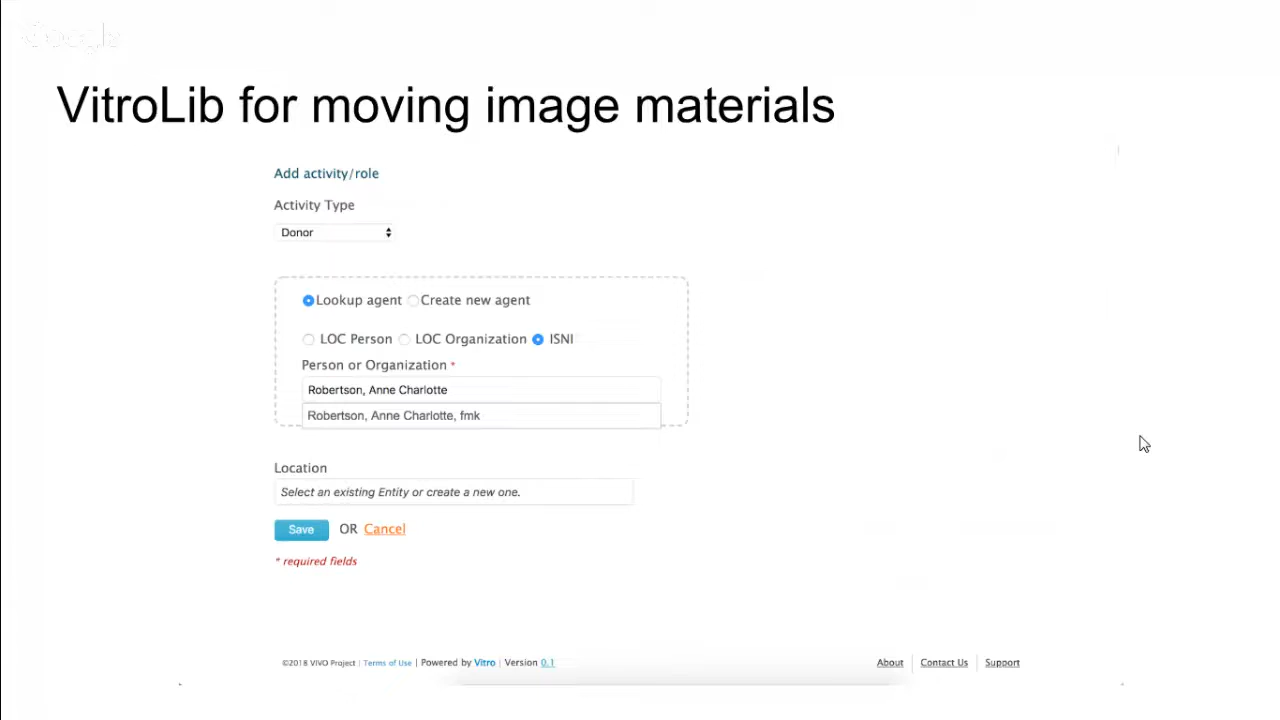 Google
VitroLib for moving image materials
Add activity/role
Activity Type
Donor
Lookup agent Create new agent
LOC Person LOC Organization ISNI
Person or Organization *
Robertson, Anne Charlotte
Robertson, Anne Charlotte, fmk
Location
Select an existing Entity or create a new one.
Save OR Cancel
* required fields
©2018 VIVO Project | Terms of Use | Powered by Vitro | Version 0.1 About Contact Us Support